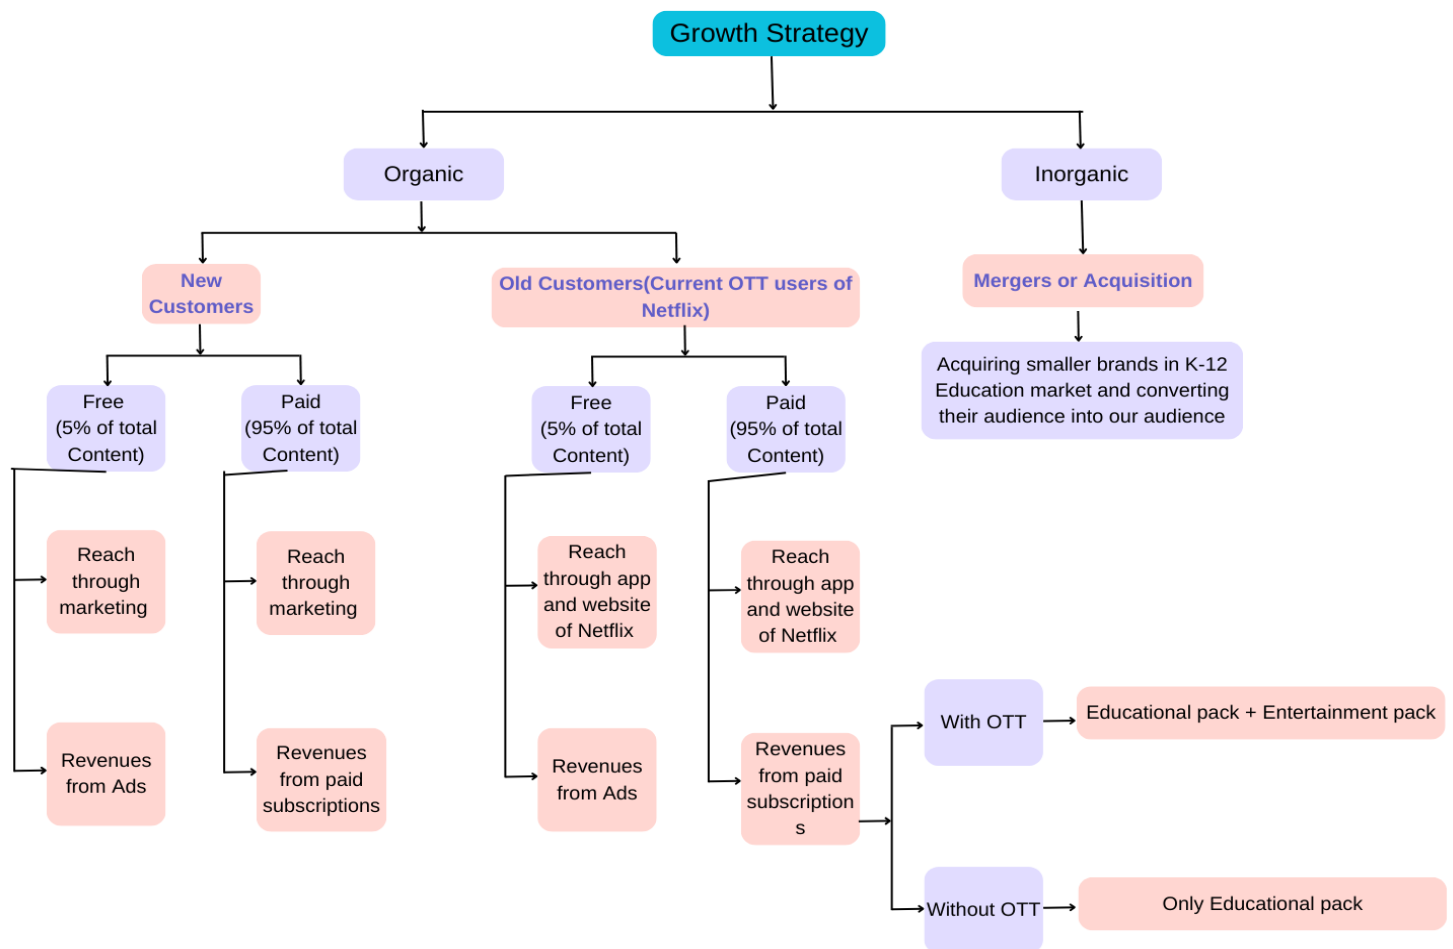 Growth Strategy
Organic
Inorganic
New
Customers
Old Customers(Current OTT users of
Netflix)
Mergers or Acquisition
Acquiring smaller brands in K-12
Education market and converting
their audience into our audience
Free
(5% of total
Content)
Paid
(95% of total
Content)
Free
(5% of total
Content)
Paid
(95% of total
Content)
Reach
through
marketing
Reach
through
marketing
Reach
through app
and website
of Netflix
Reach
through app
and website
of Netflix
Revenues
from Ads
Revenues
from paid
subscriptions
Revenues
from Ads
Revenues
from paid
subscription
s
With OTT
Educational pack + Entertainment pack
Without OTT
Only Educational pack